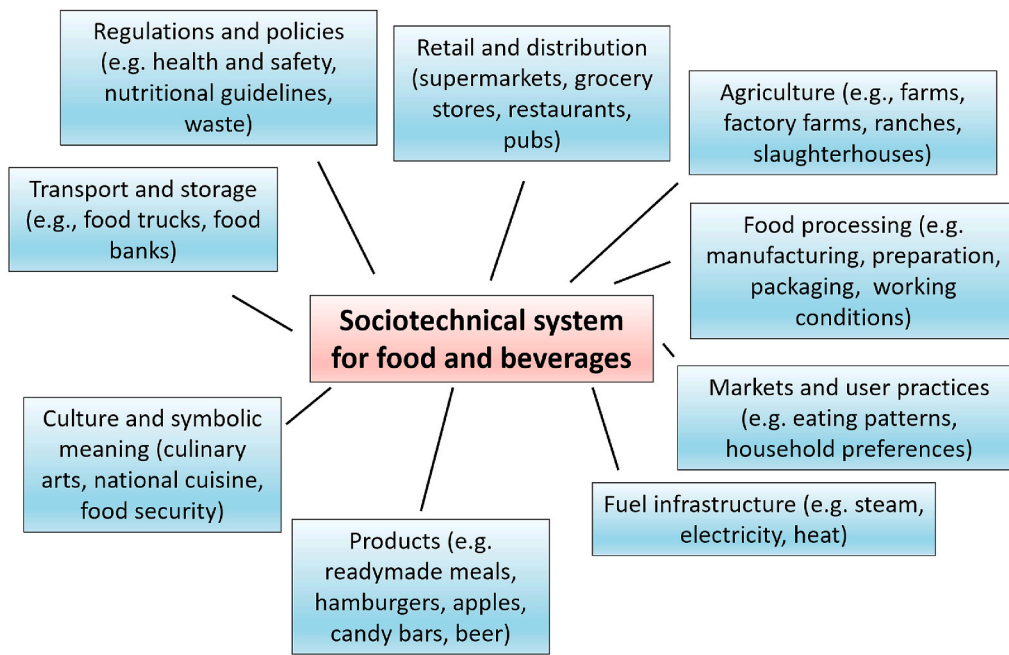 Regulations and policies
(e.g. health and safety,
nutritional guidelines,
waste)
Retail and distribution
(supermarkets, grocery
stores, restaurants,
pubs)
Agriculture (e.g., farms,
factory farms, ranches,
slaughterhouses)
Transport and storage
(e.g., food trucks, food
banks)
Food processing (e.g.
manufacturing, preparation,
packaging, working
conditions)
Sociotechnical system
for food and beverages
Markets and user practices
(e.g. eating patterns,
household preferences)
Culture and symbolic
meaning (culinary
arts, national cuisine,
food security)
Fuel infrastructure (e.g. steam,
electricity, heat)
Products (e.g.
readymade meals,
hamburgers, apples,
candy bars, beer)